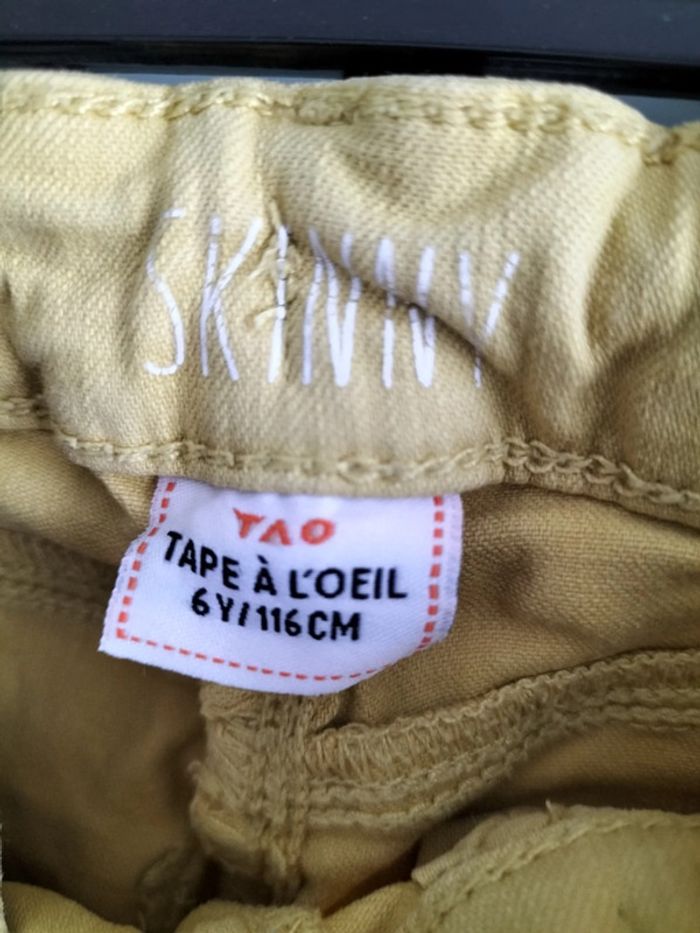 SKINNY
TAO
TAPE À L'OEIL
6Y/116CM